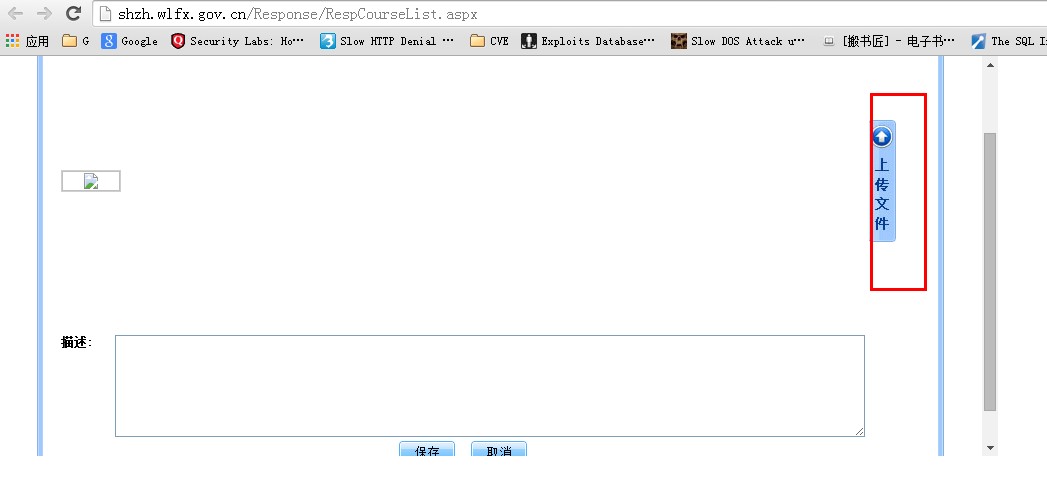 shzh.wlfx.gov.cn/Response/RespCourseList.aspx
应用 G Google Security Labs: Ho… Slow HTTP Denial … CVE Exploits Database… Slow DOS Attack u… [搬书匠] - 电子书… The SQL In
上传文件
描述:
保存 取消